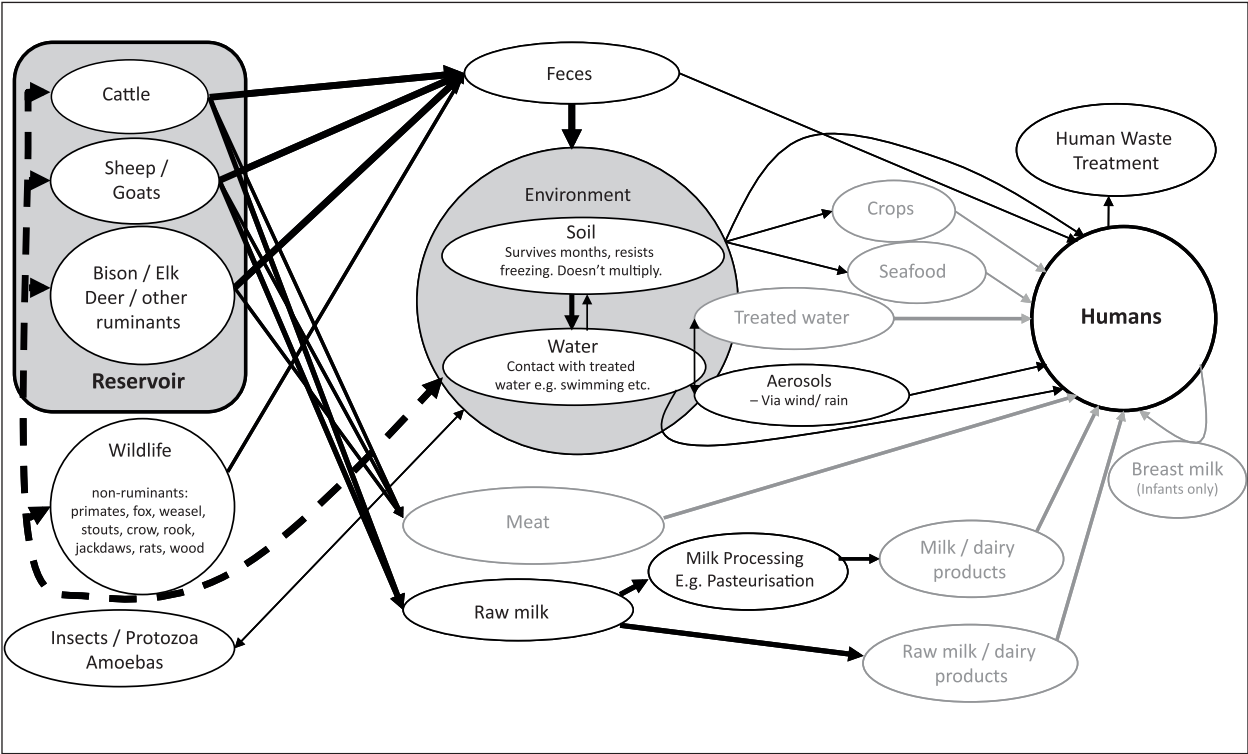 Cattle
Sheep /
Goats
Bison / Elk
Deer / other
ruminants
Reservoir
Wildlife
non-ruminants:
primates, fox, weasel,
stouts, crow, rook,
jackdaws, rats, wood
Insects / Protozoa
Amoebas
Feces
Environment
Soil
Survives months, resists
freezing. Doesn't multiply.
Water
Contact with treated
water e.g. swimming etc.
Meat
Raw milk
Crops
Seafood
Treated water
Aerosols
– Via wind/ rain
Milk Processing
E.g. Pasteurisation
Milk / dairy
products
Raw milk / dairy
products
Human Waste
Treatment
Humans
Breast milk
(Infants only)